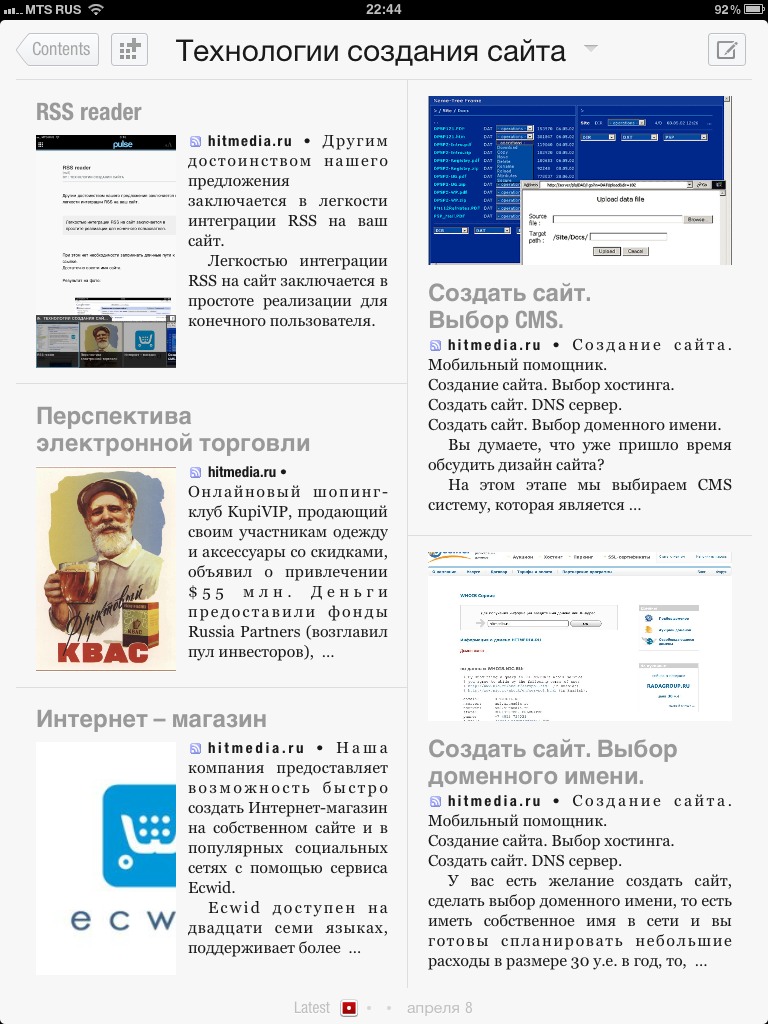 MTS RUS
22:44
92 %
Contents
Технологии создания сайта
RSS reader
pulse
RSS reader
hitmedia.ru • Другим
достоинством нашего
предложения
заключается в легкости
интеграции RSS на ваш
сайт.
Легкостью интеграции
RSS на сайт заключается в
простоте реализации для
конечного пользователя.
Перспектива
электронной торговли
Фруктовый
КВАС
КВАС
hitmedia.ru •
Онлайновый шопинг-
клуб KupiVIP, продающий
своим участникам одежду
и аксессуары со скидками,
объявил о привлечении
$55 млн. Деньги
предоставили фонды
Russia Partners (возглавил
пул инвесторов), ...
Интернет – магазин
ecw
hitmedia.ru • Наша
компания предоставляет
возможность быстро
создать Интернет-магазин
на собственном сайте и в
популярных социальных
сетях с помощью сервиса
Ecwid.
Ecwid доступен на
двадцати семи языках,
поддерживает более ...
Name-Tree Frame
Upload data file
Source
file :
Browse...
Target
path :
/Site/Docs/
Upload
Cancel
Создать сайт.
Выбор CMS.
hitmedia.ru • Создание сайта.
Мобильный помощник.
Создание сайта. Выбор хостинга.
Создать сайт. DNS сервер.
Создать сайт. Выбор доменного имени.
Вы думаете, что уже пришло время
обсудить дизайн сайта?
На этом этапе мы выбираем CMS
систему, которая является ...
RADAGROUP.RU
Создать сайт. Выбор
доменного имени.
hitmedia.ru • Создание сайта.
Мобильный помощник.
Создание сайта. Выбор хостинга.
Создать сайт. DNS сервер.
У вас есть желание создать сайт,
сделать выбор доменного имени, то есть
иметь собственное имя в сети и вы
готовы спланировать небольшие
расходы в размере 30 у.е. в год, то, ...
Latest
апреля 8